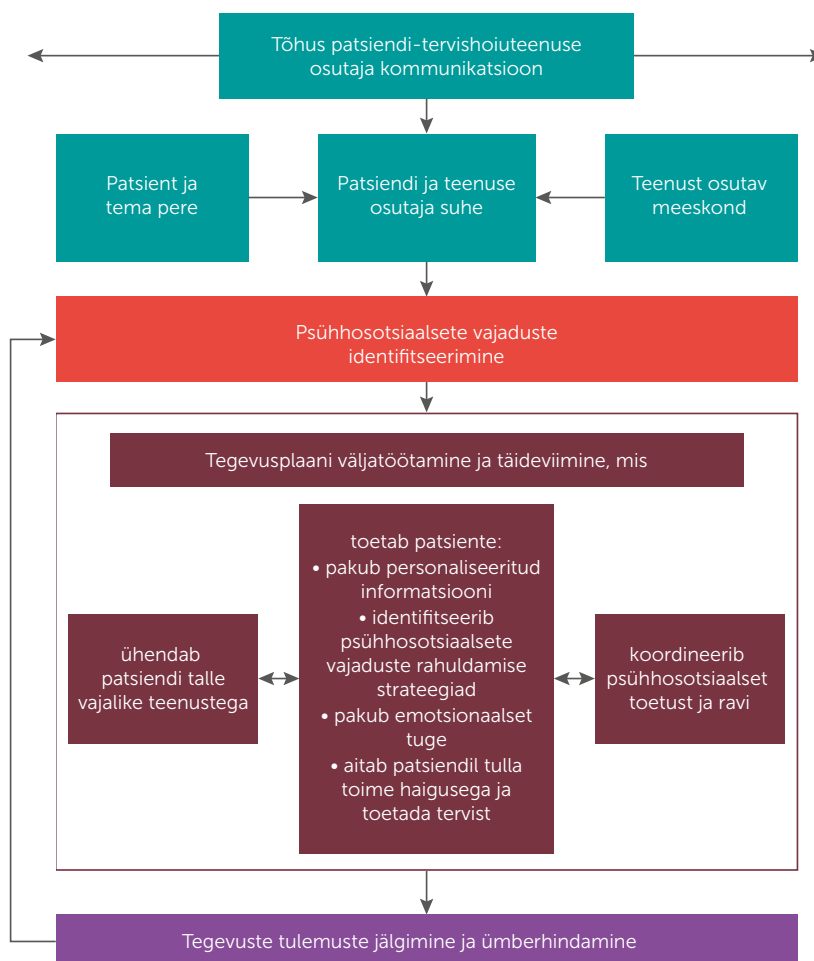 Tõhus patsiendi-tervishoiuteenuse
osutaja kommunikatsioon
Patsient ja
tema pere
Patsiendi ja teenuse
osutaja suhe
Teenust osutav
meeskond
Psühhosotsiaalsete vajaduste
identifitseerimine
Tegevusplaani väljatöötamine ja täideviimine, mis
ühendab
patsiendi talle
vajalike teenustega
toetab patsiente:
• pakub personaliseeritud
informatsiooni
• identifitseerib
psühhosotsiaalsete
vajaduste rahuldamise
strateegiad
• pakub emotsionaalset
tuge
• aitab patsiendil tulla
toime haigusega ja
toetada tervist
koordineerib
psühhosotsiaalset
toetust ja ravi
Tegevuste tulemuste jälgimine ja ümberhindamine